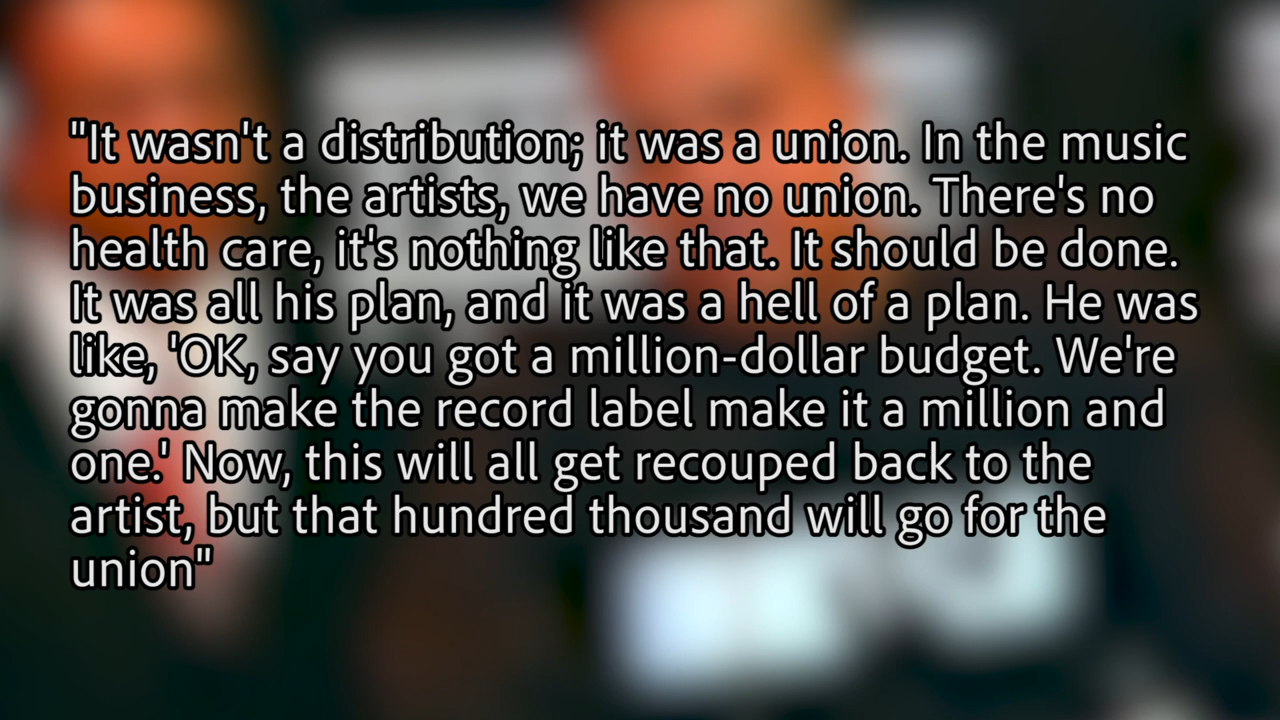 "It wasn't a distribution; it was a union. In the music
business, the artists, we have no union. There's no
health care, it's nothing like that. It should be done.
It was all his plan, and it was a hell of a plan. He was
like, 'OK, say you got a million-dollar budget. We're
gonna make the record label make it a million and
one.' Now, this will all get recouped back to the
artist, but that hundred thousand will go for the
union"